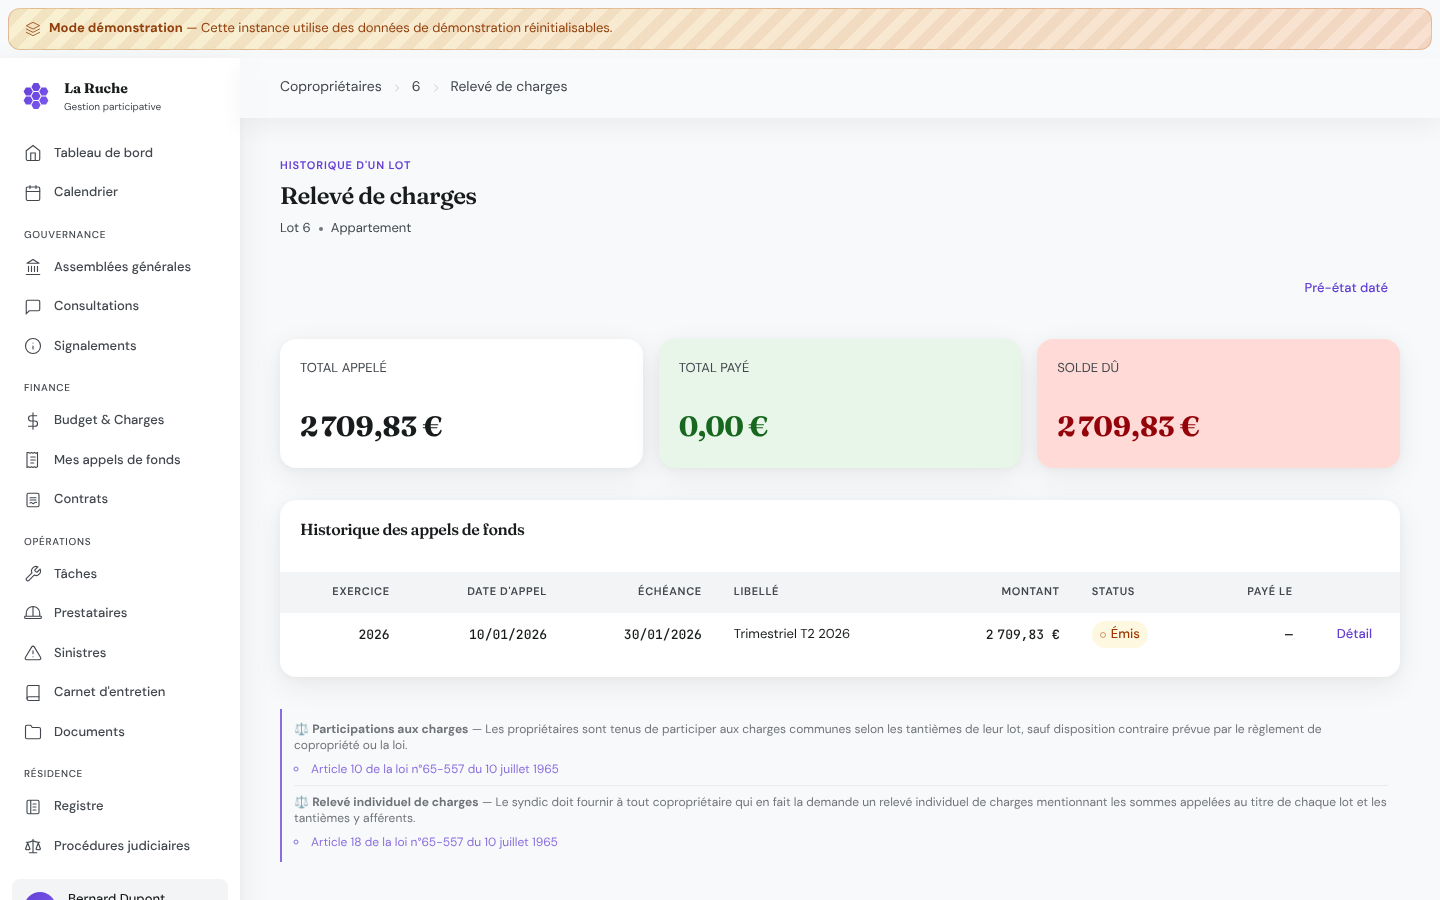 Mode démonstration — Cette instance utilise des données de démonstration réinitialisables.
La Ruche
Gestion participative
Tableau de bord
Calendrier
GOUVERNANCE
Assemblées générales
Consultations
Signalements
FINANCE
Budget & Charges
Mes appels de fonds
Contrats
OPÉRATIONS
Tâches
Prestataires
Sinistres
Carnet d'entretien
Documents
RÉSIDENCE
Registre
Procédures judiciaires
Bernard Dupont
Copropriétaires > 6 > Relevé de charges
HISTORIQUE D'UN LOT
Relevé de charges
Lot 6 • Appartement
Pré-état daté
TOTAL APPELÉ
2 709,83 €
TOTAL PAYÉ
0,00 €
SOLDE DÛ
2 709,83 €
Historique des appels de fonds
EXERCICE DATE D'APPEL ÉCHÉANCE LIBELLÉ MONTANT STATUS PAYÉ LE
2026 10/01/2026 30/01/2026 Trimestriel T2 2026 2 709,83 € Émis — Détail
⚖️ Participations aux charges — Les propriétaires sont tenus de participer aux charges communes selon les tantièmes de leur lot, sauf disposition contraire prévue par le règlement de
copropriété ou la loi.
Article 10 de la loi n°65-557 du 10 juillet 1965
⚖️ Relevé individuel de charges — Le syndic doit fournir à tout copropriétaire qui en fait la demande un relevé individuel de charges mentionnant les sommes appelées au titre de chaque lot et les
tantièmes y afférents.
Article 18 de la loi n°65-557 du 10 juillet 1965